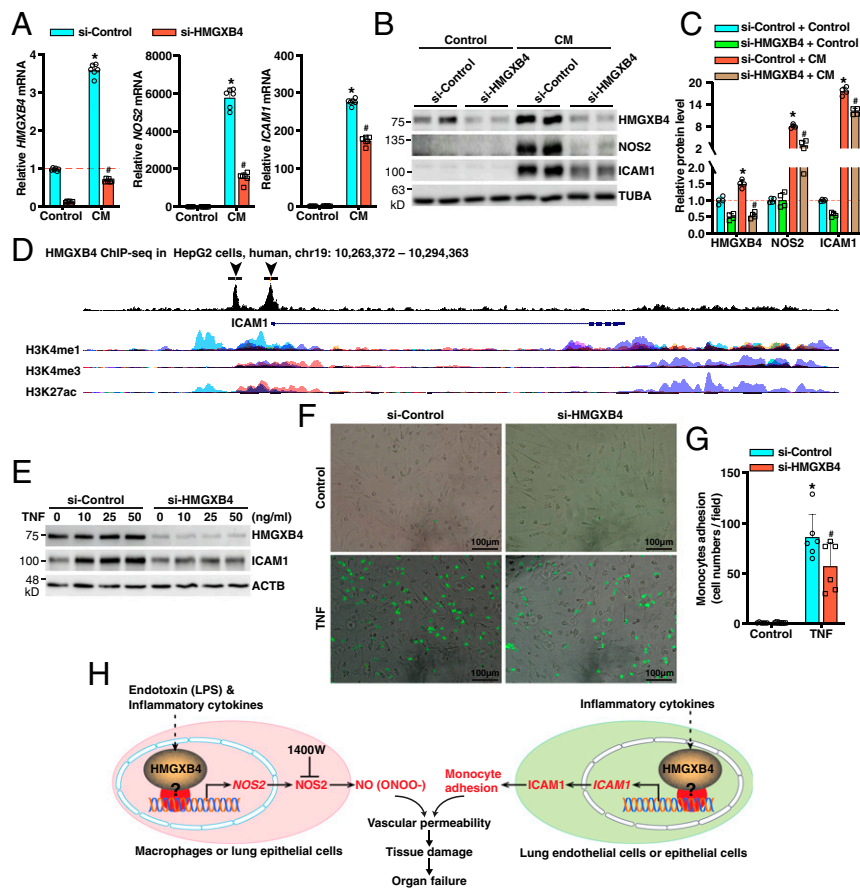 A
si-Control
si-HMGXB4
Relative HMGXB4 mRNA
4
3
2
1
0
Control
CM
*
#
Relative NOS2 mRNA
8000
6000
4000
2000
0
Control
CM
*
#
Relative ICAM1 mRNA
400
300
200
100
0
Control
CM
*
#
B
Control
CM
si-Control
si-HMGXB4
si-Control
si-HMGXB4
75
HMGXB4
135
NOS2
100
ICAM1
63
TUBA
kD
C
si-Control + Control
si-HMGXB4 + Control
si-Control + CM
si-HMGXB4 + CM
Relative protein level
20
14
8
2
1.5
1.0
0.5
0.0
*
#
*
#
*
#
HMGXB4
NOS2
ICAM1
D
HMGXB4 ChIP-seq in HepG2 cells, human, chr19: 10,263,372 – 10,294,363
ICAM1
H3K4me1
H3K4me3
H3K27ac
E
si-Control
si-HMGXB4
TNF 0 10 25 50 0 10 25 50 (ng/ml)
75
HMGXB4
100
ICAM1
48
ACTB
kD
F
si-Control
si-HMGXB4
Control
100μm
100μm
TNF
100μm
100μm
G
si-Control
si-HMGXB4
Monocytes adhesion
(cell numbers / field)
150
100
50
0
*
#
Control
TNF
H
Endotoxin (LPS) &
Inflammatory cytokines
HMGXB4
?
NOS2
1400W
NOS2
NO (ONOO-)
Macrophages or lung epithelial cells
Monocyte
adhesion
Vascular permeability
Tissue damage
Organ failure
Inflammatory cytokines
ICAM1
ICAM1
HMGXB4
?
Lung endothelial cells or epithelial cells